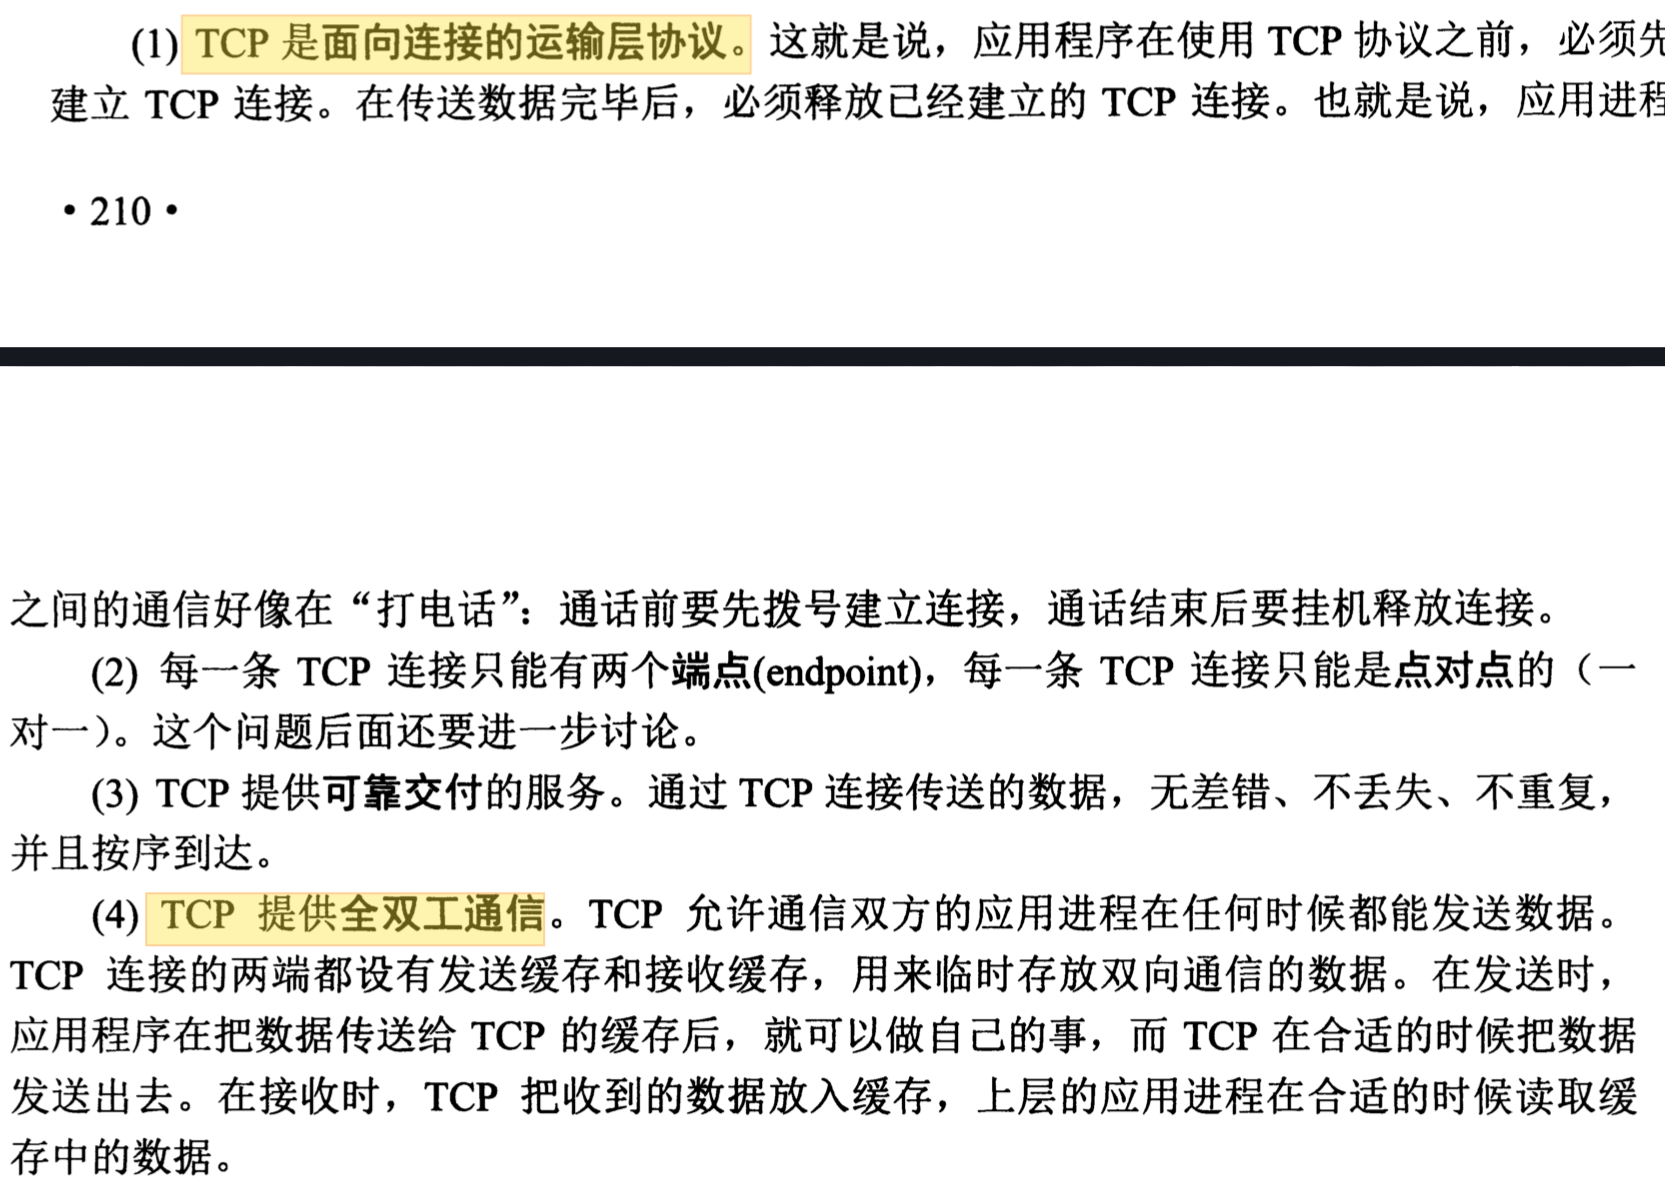 (1) TCP 是面向连接的运输层协议。这就是说，应用程序在使用 TCP 协议之前，必须先
建立 TCP 连接。在传送数据完毕后，必须释放已经建立的 TCP 连接。也就是说，应用进程
• 210 •
之间的通信好像在“打电话”：通话前要先拨号建立连接，通话结束后要挂机释放连接。
(2) 每一条 TCP 连接只能有两个端点(endpoint)，每一条 TCP 连接只能是点对点的（一
对一）。这个问题后面还要进一步讨论。
(3) TCP 提供可靠交付的服务。通过 TCP 连接传送的数据，无差错、不丢失、不重复，
并且按序到达。
(4) TCP 提供全双工通信。TCP 允许通信双方的应用进程在任何时候都能发送数据。
TCP 连接的两端都设有发送缓存和接收缓存，用来临时存放双向通信的数据。在发送时，
应用程序在把数据传送给 TCP 的缓存后，就可以做自己的事，而 TCP 在合适的时候把数据
发送出去。在接收时，TCP 把收到的数据放入缓存，上层的应用进程在合适的时候读取缓
存中的数据。